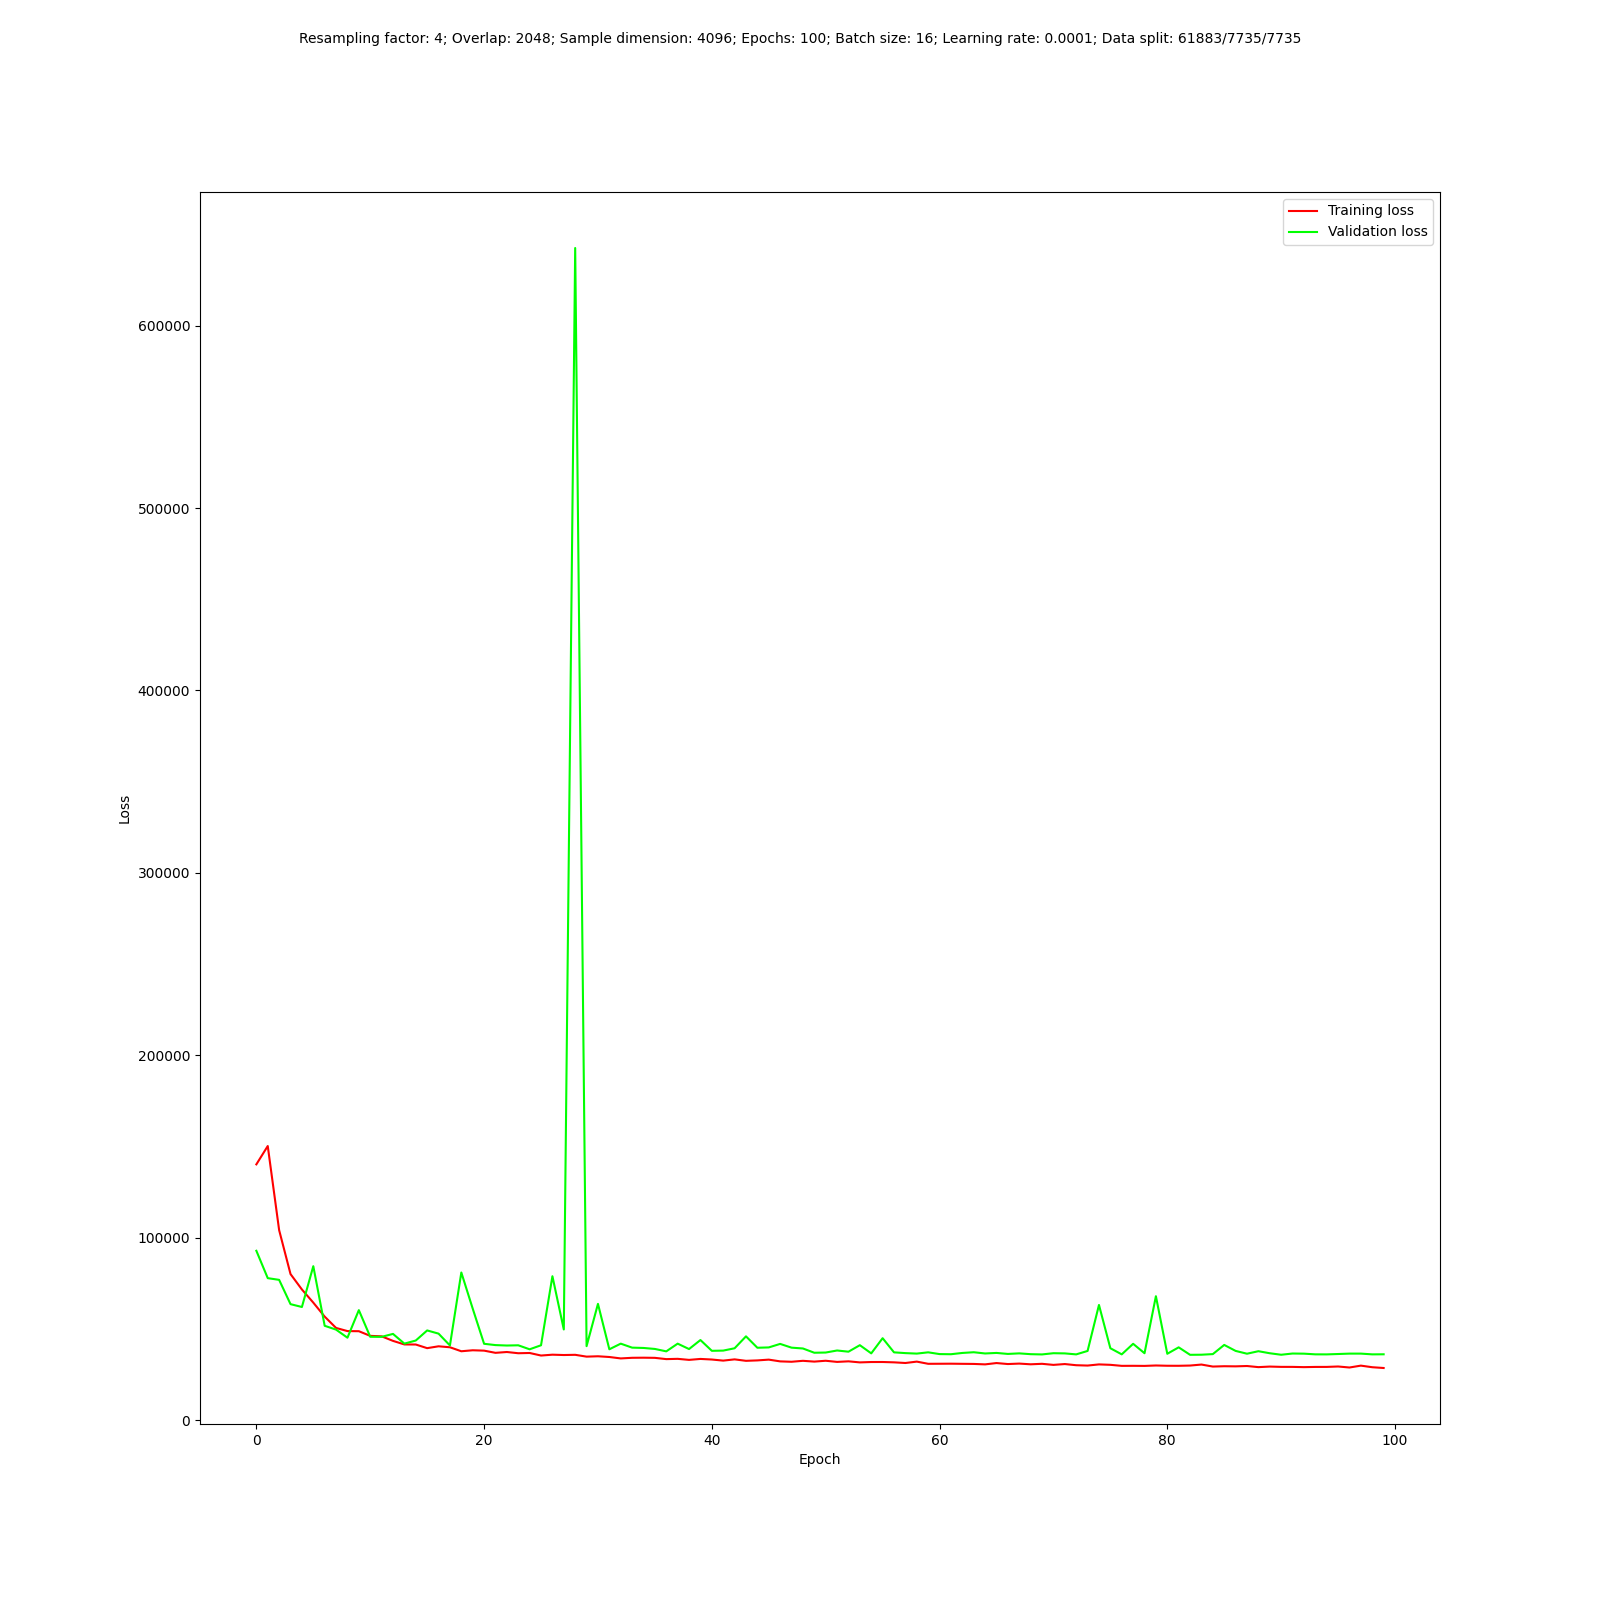 Resampling factor: 4; Overlap: 2048; Sample dimension: 4096; Epochs: 100; Batch size: 16; Learning rate: 0.0001; Data split: 61883/7735/7735
Training loss
Validation loss
600000
500000
400000
300000
200000
100000
0
Loss
0 20 40 60 80 100
Epoch